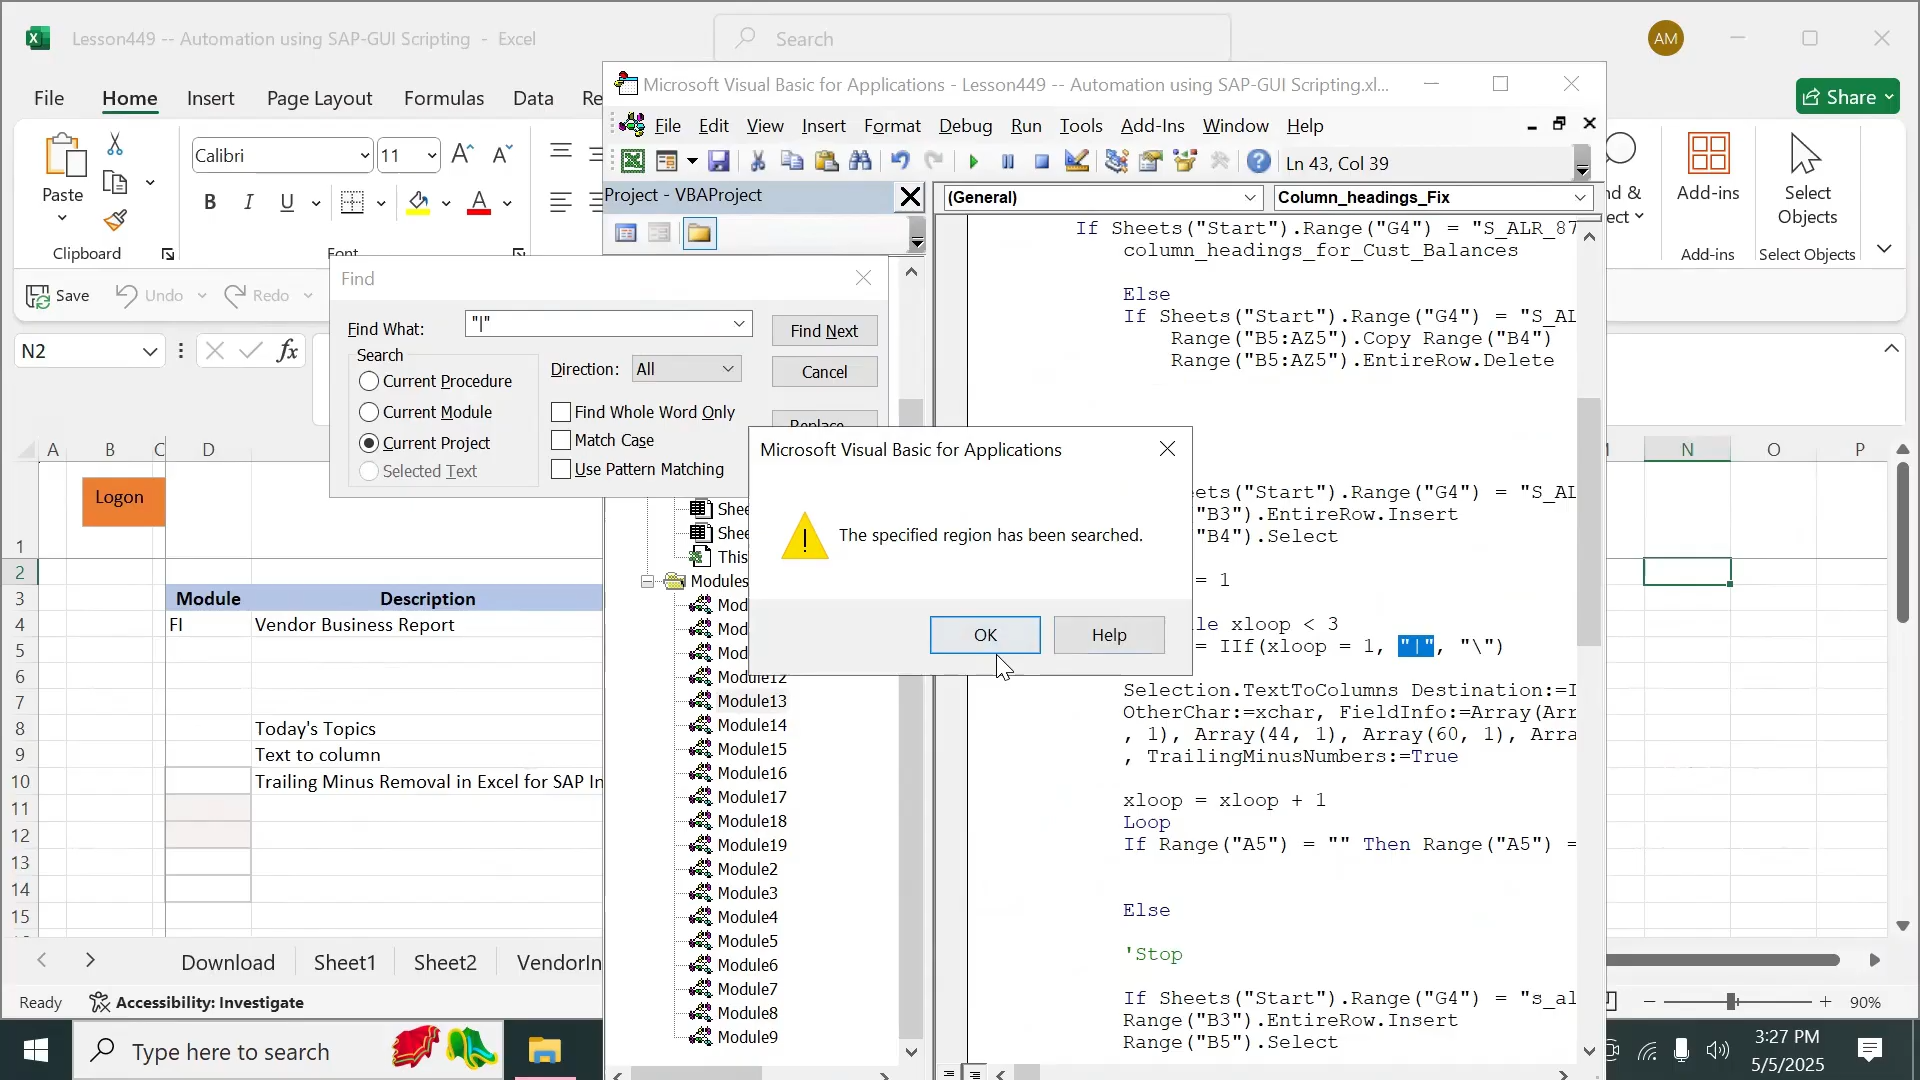 Lesson449 -- Automation using SAP-GUI Scripting - Excel
Search
AM
File Home Insert Page Layout Formulas Data Re
Share
Microsoft Visual Basic for Applications - Lesson449 -- Automation using SAP-GUI Scripting.xl...
File Edit View Insert Format Debug Run Tools Add-Ins Window Help
Ln 43, Col 39
Paste
Calibri
11
B I U
Clipboard
Font
Add-ins
Select Objects
Add-ins
Select Objects
Save
Undo
Redo
N2
fx
Project - VBAProject
(General)
Column_headings_Fix
Find
Find What:
"|"
Find Next
Search
Current Procedure
Current Module
Current Project
Selected Text
Direction:
All
Cancel
Find Whole Word Only
Match Case
Use Pattern Matching
Replace...
If Sheets("Start").Range("G4") = "S_ALR_87
column_headings_for_Cust_Balances
Else
If Sheets("Start").Range("G4") = "S_AL
Range("B5:AZ5").Copy Range("B4")
Range("B5:AZ5").EntireRow.Delete
ets("Start").Range("G4") = "S_AL
"B3").EntireRow.Insert
"B4").Select
= 1
le xloop < 3
= IIf(xloop = 1, "|", "\")
Selection.TextToColumns Destination:=
OtherChar:=xchar, FieldInfo:=Array(Arr
, 1), Array(44, 1), Array(60, 1), Arra
, TrailingMinusNumbers:=True
xloop = xloop + 1
Loop
If Range("A5") = "" Then Range("A5") =
Else
'Stop
If Sheets("Start").Range("G4") = "s_al
Range("B3").EntireRow.Insert
Range("B5").Select
Microsoft Visual Basic for Applications
The specified region has been searched.
OK
Help
Shee
Shee
This
Modules
Mod
Mod
Mod
Module12
Module13
Module14
Module15
Module16
Module17
Module18
Module19
Module2
Module3
Module4
Module5
Module6
Module7
Module8
Module9
A B C D N O P
Logon
1
2
3 Module Description
4 FI Vendor Business Report
5
6
7
8 Today's Topics
9 Text to column
10 Trailing Minus Removal in Excel for SAP In
11
12
13
14
15
Download Sheet1 Sheet2 VendorIn
Ready
Accessibility: Investigate
90%
Type here to search
3:27 PM
5/5/2025